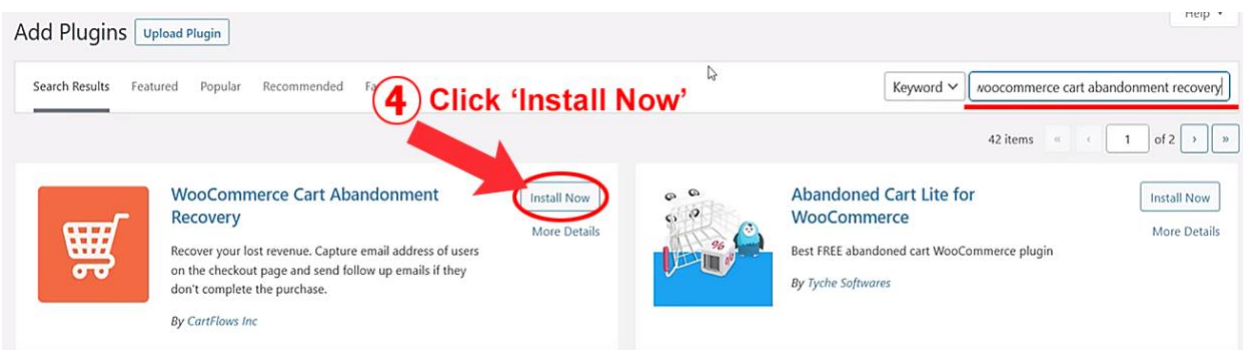 Help
Add Plugins Upload Plugin
Search Results Featured Popular Recommended
Keyword woocommerce cart abandonment recovery
4 Click ‘Install Now’
42 items « ‹ 1 of 2 › »
WooCommerce Cart Abandonment
Recovery
Install Now
More Details
Recover your lost revenue. Capture email address of users
on the checkout page and send follow up emails if they
don't complete the purchase.
By CartFlows Inc
Abandoned Cart Lite for
WooCommerce
Install Now
More Details
Best FREE abandoned cart WooCommerce plugin
By Tyche Softwares